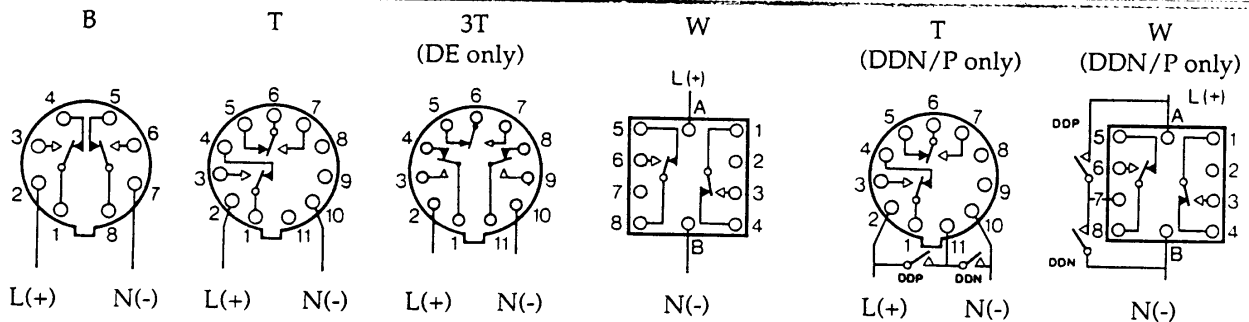 B T 3T W T W
(DE only) (DDN/P only) (DDN/P only)
L(+) L(+)
4 5 6 6 A 6 A
3 6 5 7 5 7 5 1 5 7 DDP 5 1
4 8 4 8 6 2 4 8 6 2
2 7 3 9 3 9 7 3 3 9 7 3
2 10 2 10 8 4 2 10 8 4
1 8 1 11 1 11 B 1 11 DDN B
DDP DDN
L(+) N(-) L(+) N(-) L(+) N(-) N(-) L(+) N(-) N(-)